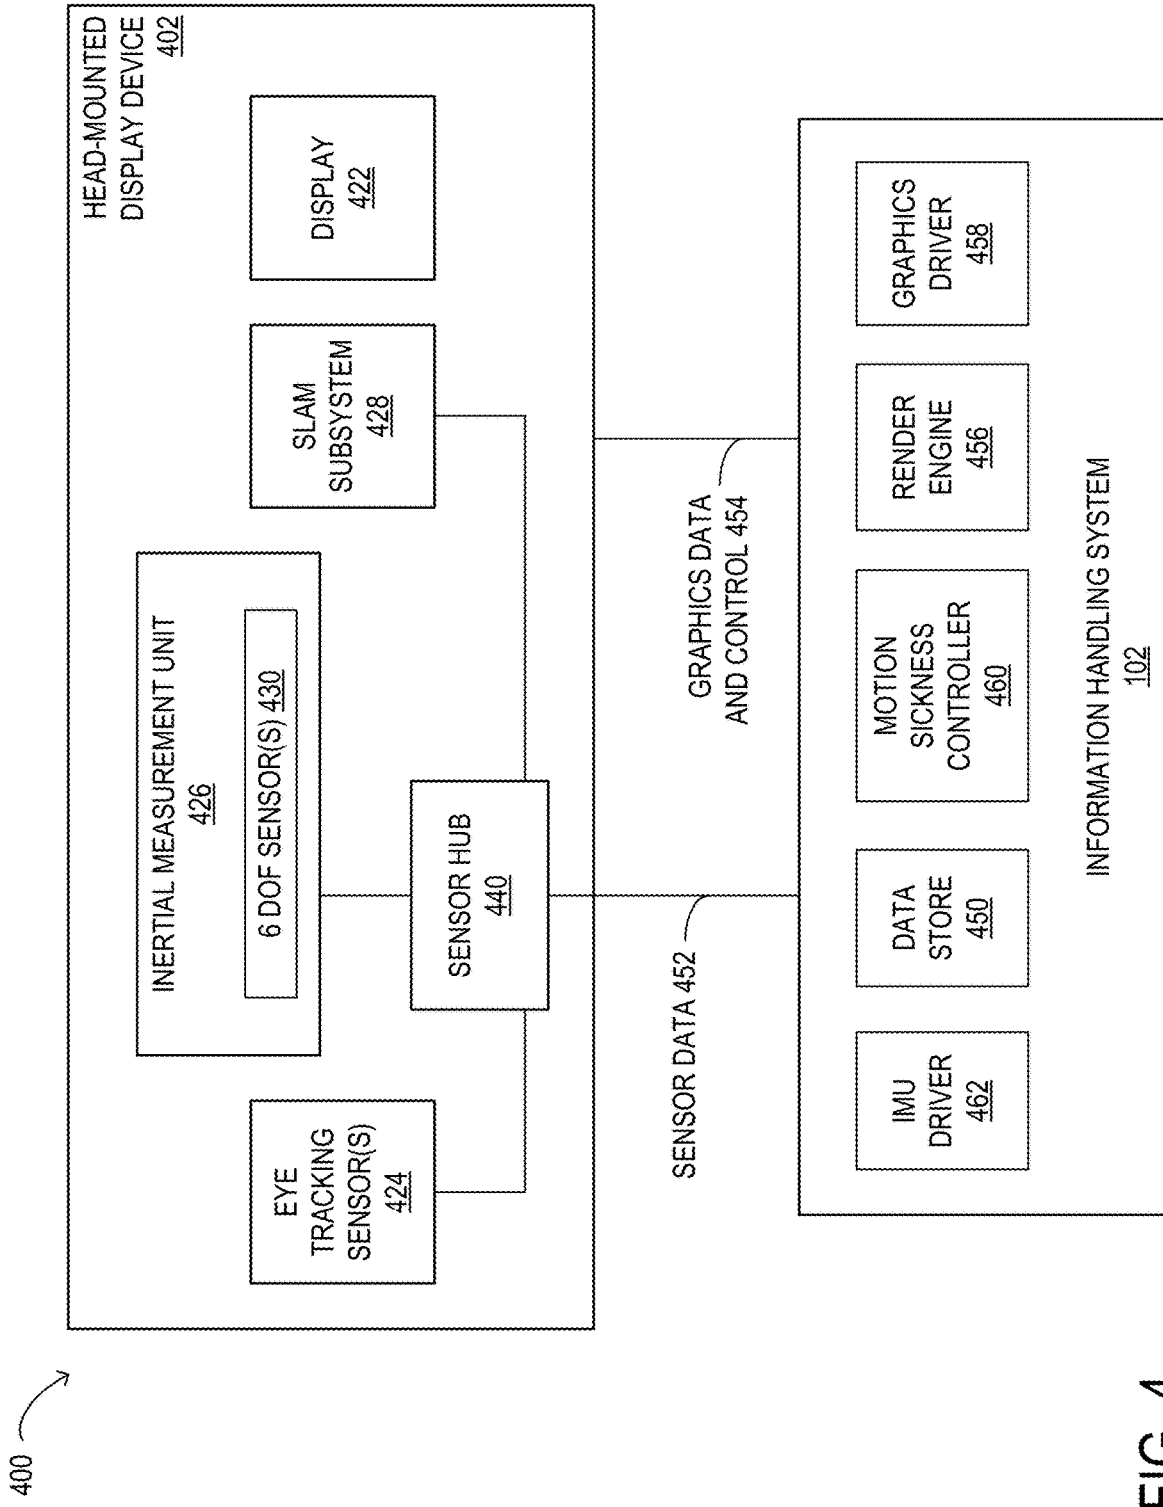 400
HEAD-MOUNTED
DISPLAY DEVICE
402
INERTIAL MEASUREMENT UNIT
426
6 DOF SENSOR(S) 430
EYE
TRACKING
SENSOR(S)
424
SLAM
SUBSYSTEM
428
DISPLAY
422
SENSOR HUB
440
SENSOR DATA 452
GRAPHICS DATA
AND CONTROL 454
IMU
DRIVER
462
DATA
STORE
450
MOTION
SICKNESS
CONTROLLER
460
RENDER
ENGINE
456
GRAPHICS
DRIVER
458
INFORMATION HANDLING SYSTEM
102
FIG. 4